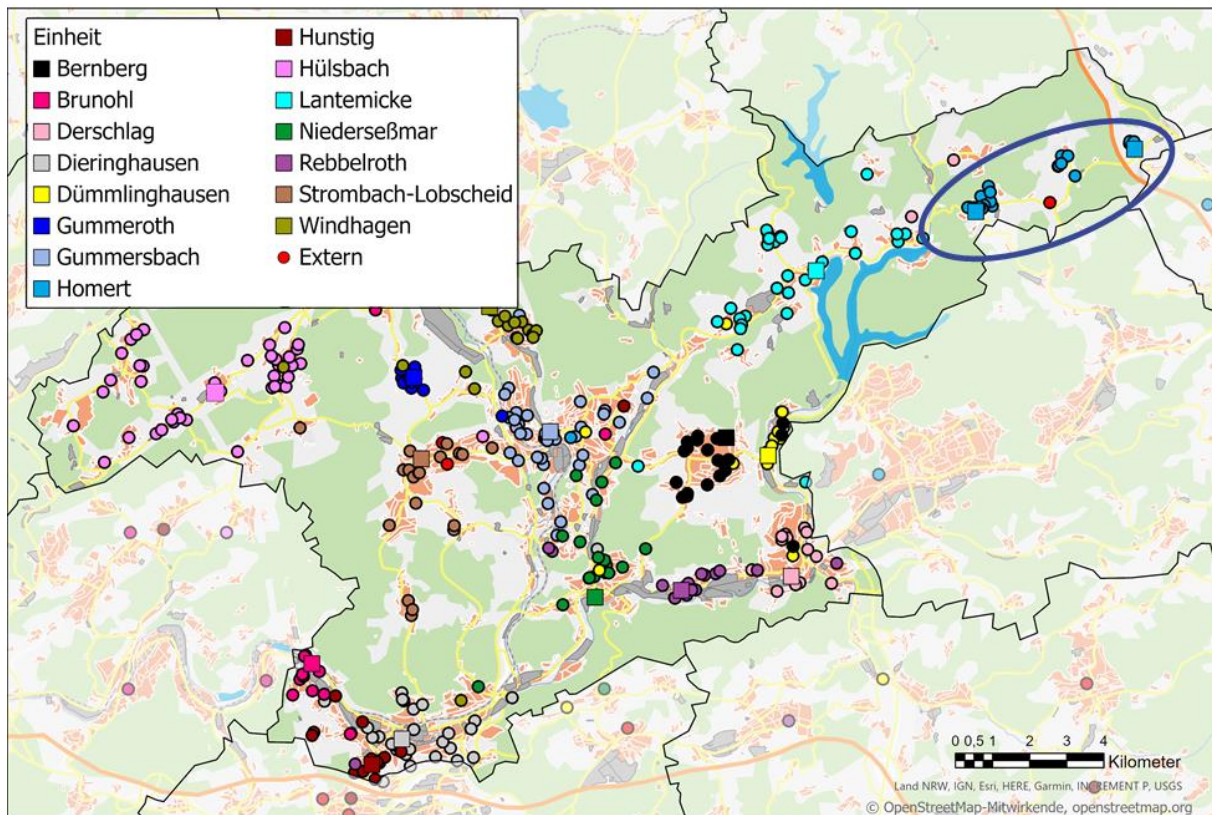 Einheit
Bernberg
Brunohl
Derschlag
Dieringhausen
Dümmlinghausen
Gummeroth
Gummersbach
Homert
Hunstig
Hülsbach
Lantemicke
Niederseßmar
Rebbelroth
Strombach-Lobscheid
Windhagen
Extern
0 0,5 1 2 3 4
Kilometer
Land NRW, IGN, Esri, HERE, Garmin, INCREMENT P, USGS
© OpenStreetMap-Mitwirkende, openstreetmap.org